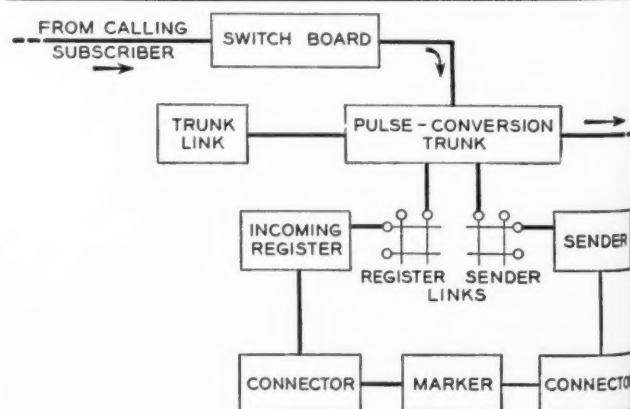 FROM CALLING
SUBSCRIBER
SWITCH BOARD
TRUNK
LINK
PULSE-CONVERSION
TRUNK
INCOMING
REGISTER
REGISTER SENDER
LINKS
SENDER
CONNECTOR
MARKER